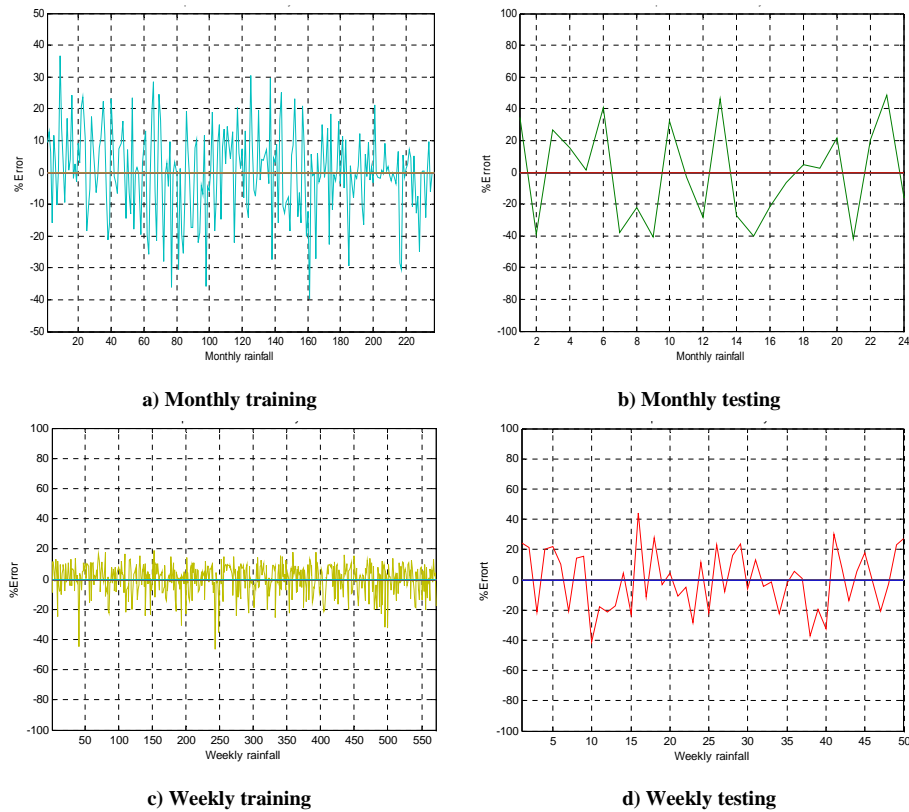 50
40
30
20
10
0
-10
-20
-30
-40
-50
% Error
20 40 60 80 100 120 140 160 180 200 220
Monthly rainfall
a) Monthly training
100
80
60
40
20
0
-20
-40
-60
-80
-100
% Errort
2 4 6 8 10 12 14 16 18 20 22 24
Monthly rainfall
b) Monthly testing
100
80
60
40
20
0
-20
-40
-60
-80
-100
%Error
50 100 150 200 250 300 350 400 450 500 550
Weekly rainfall
c) Weekly training
100
80
60
40
20
0
-20
-40
-60
-80
-100
% Errort
5 10 15 20 25 30 35 40 45 50
Weekly rainfall
d) Weekly testing